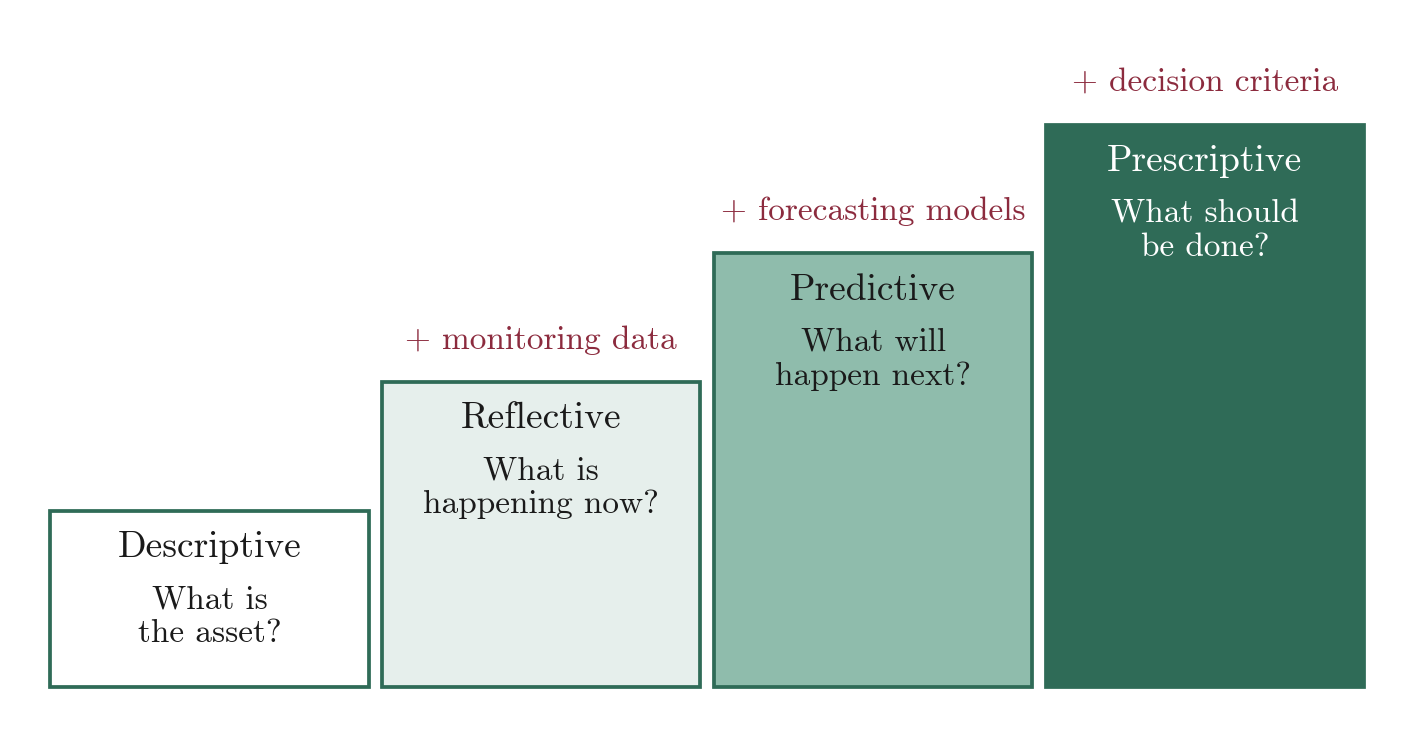 + decision criteria
Prescriptive
What should
be done?
+ forecasting models
Predictive
What will
happen next?
+ monitoring data
Reflective
What is
happening now?
Descriptive
What is
the asset?